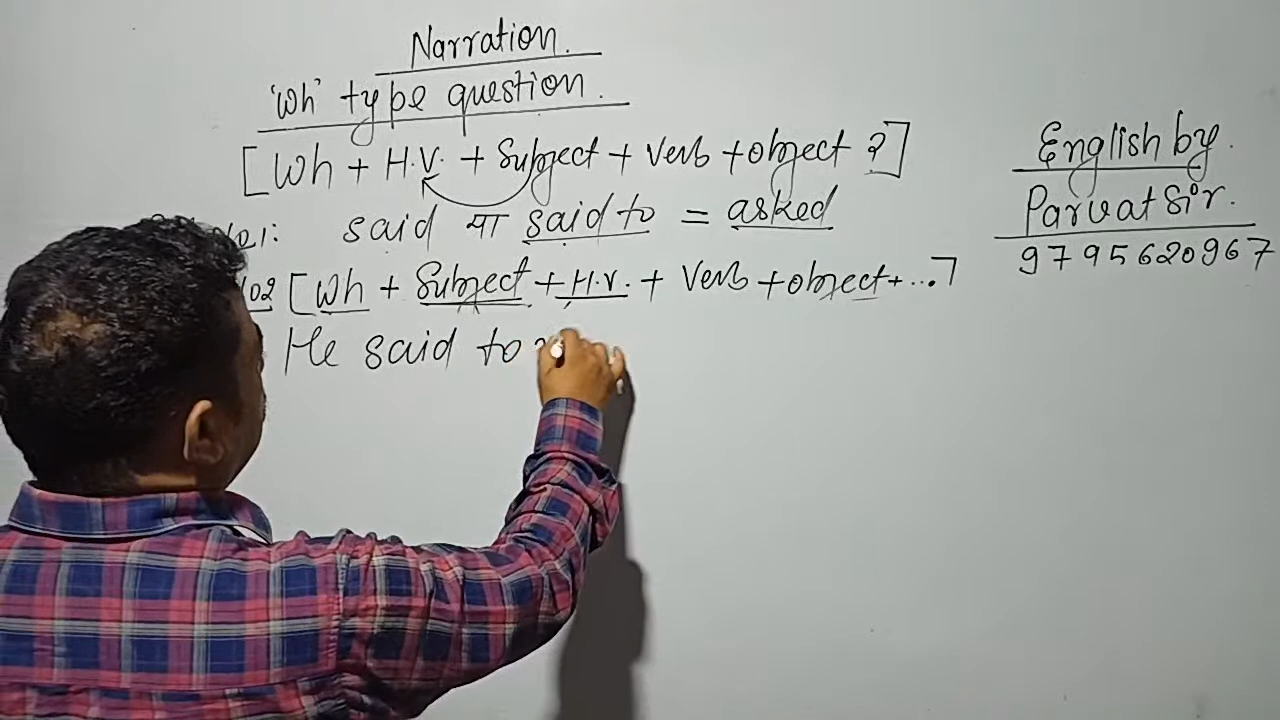 Narration.
'Wh' type question.
[Wh + H.V. + Subject + Verb + object ?]
said या said to = asked
[Wh + Subject + H.V. + Verb + object + ...]
He said to
English by
Parvat Sir.
9795620967